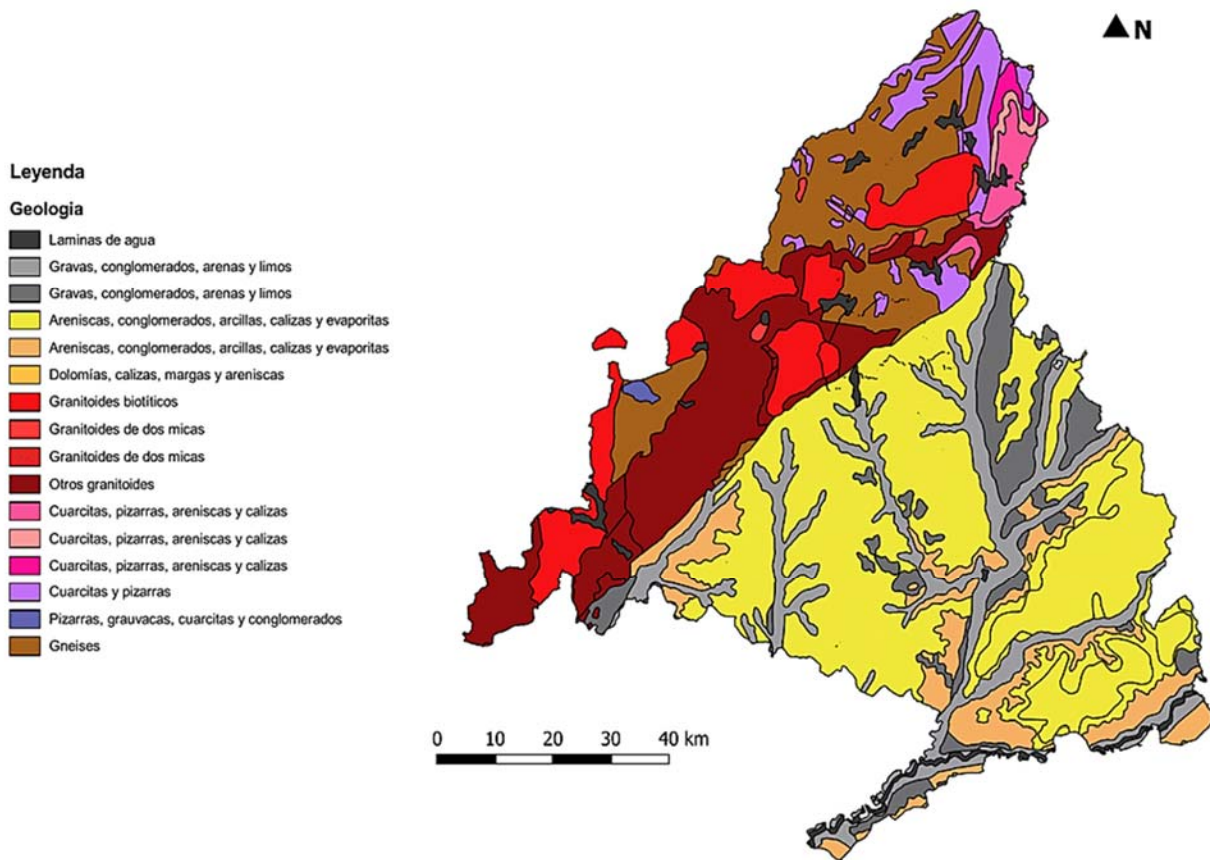 N
Leyenda
Geologia
Laminas de agua
Gravas, conglomerados, arenas y limos
Gravas, conglomerados, arenas y limos
Areniscas, conglomerados, arcillas, calizas y evaporitas
Areniscas, conglomerados, arcillas, calizas y evaporitas
Dolomías, calizas, margas y areniscas
Granitoides biotíticos
Granitoides de dos micas
Granitoides de dos micas
Otros granitoides
Cuarcitas, pizarras, areniscas y calizas
Cuarcitas, pizarras, areniscas y calizas
Cuarcitas, pizarras, areniscas y calizas
Cuarcitas y pizarras
Pizarras, grauvacas, cuarcitas y conglomerados
Gneises
0 10 20 30 40 km